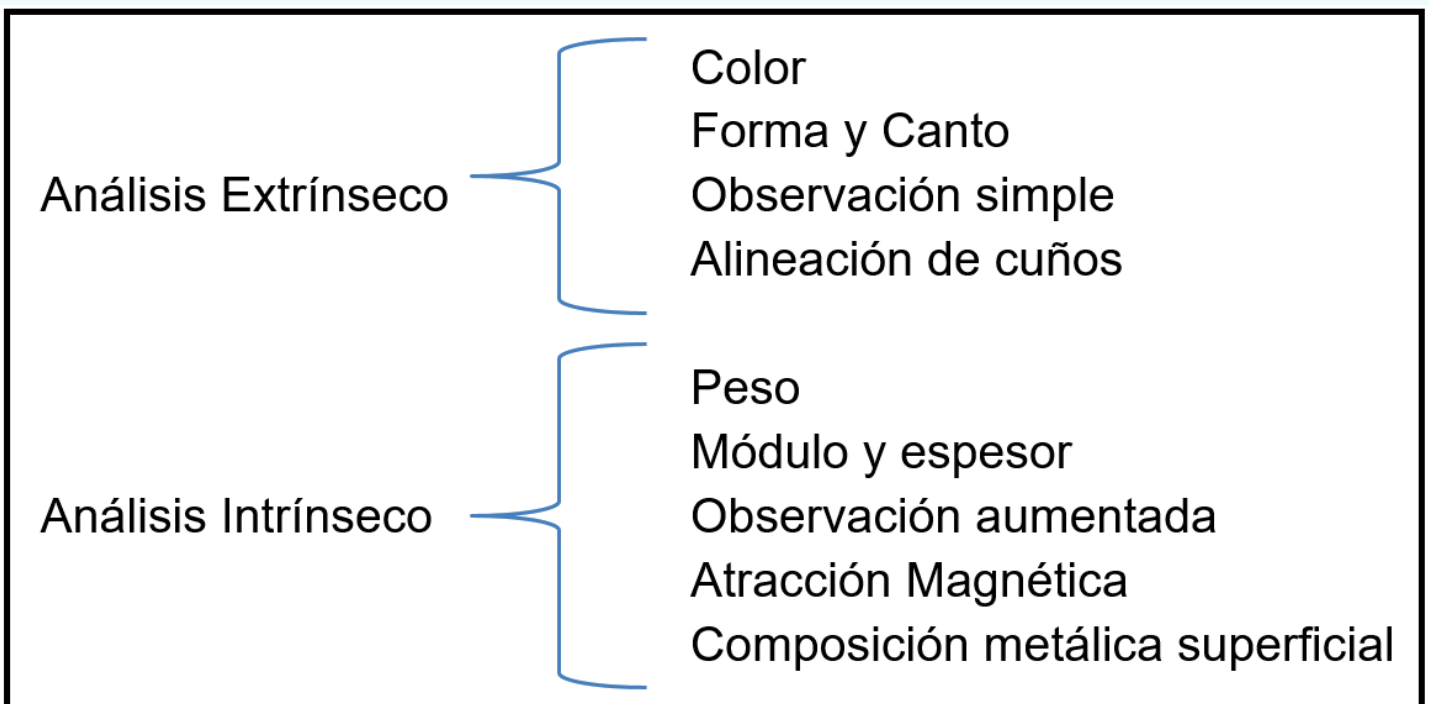 Análisis Extrínseco
Color
Forma y Canto
Observación simple
Alineación de cuños
Análisis Intrínseco
Peso
Módulo y espesor
Observación aumentada
Atracción Magnética
Composición metálica superficial